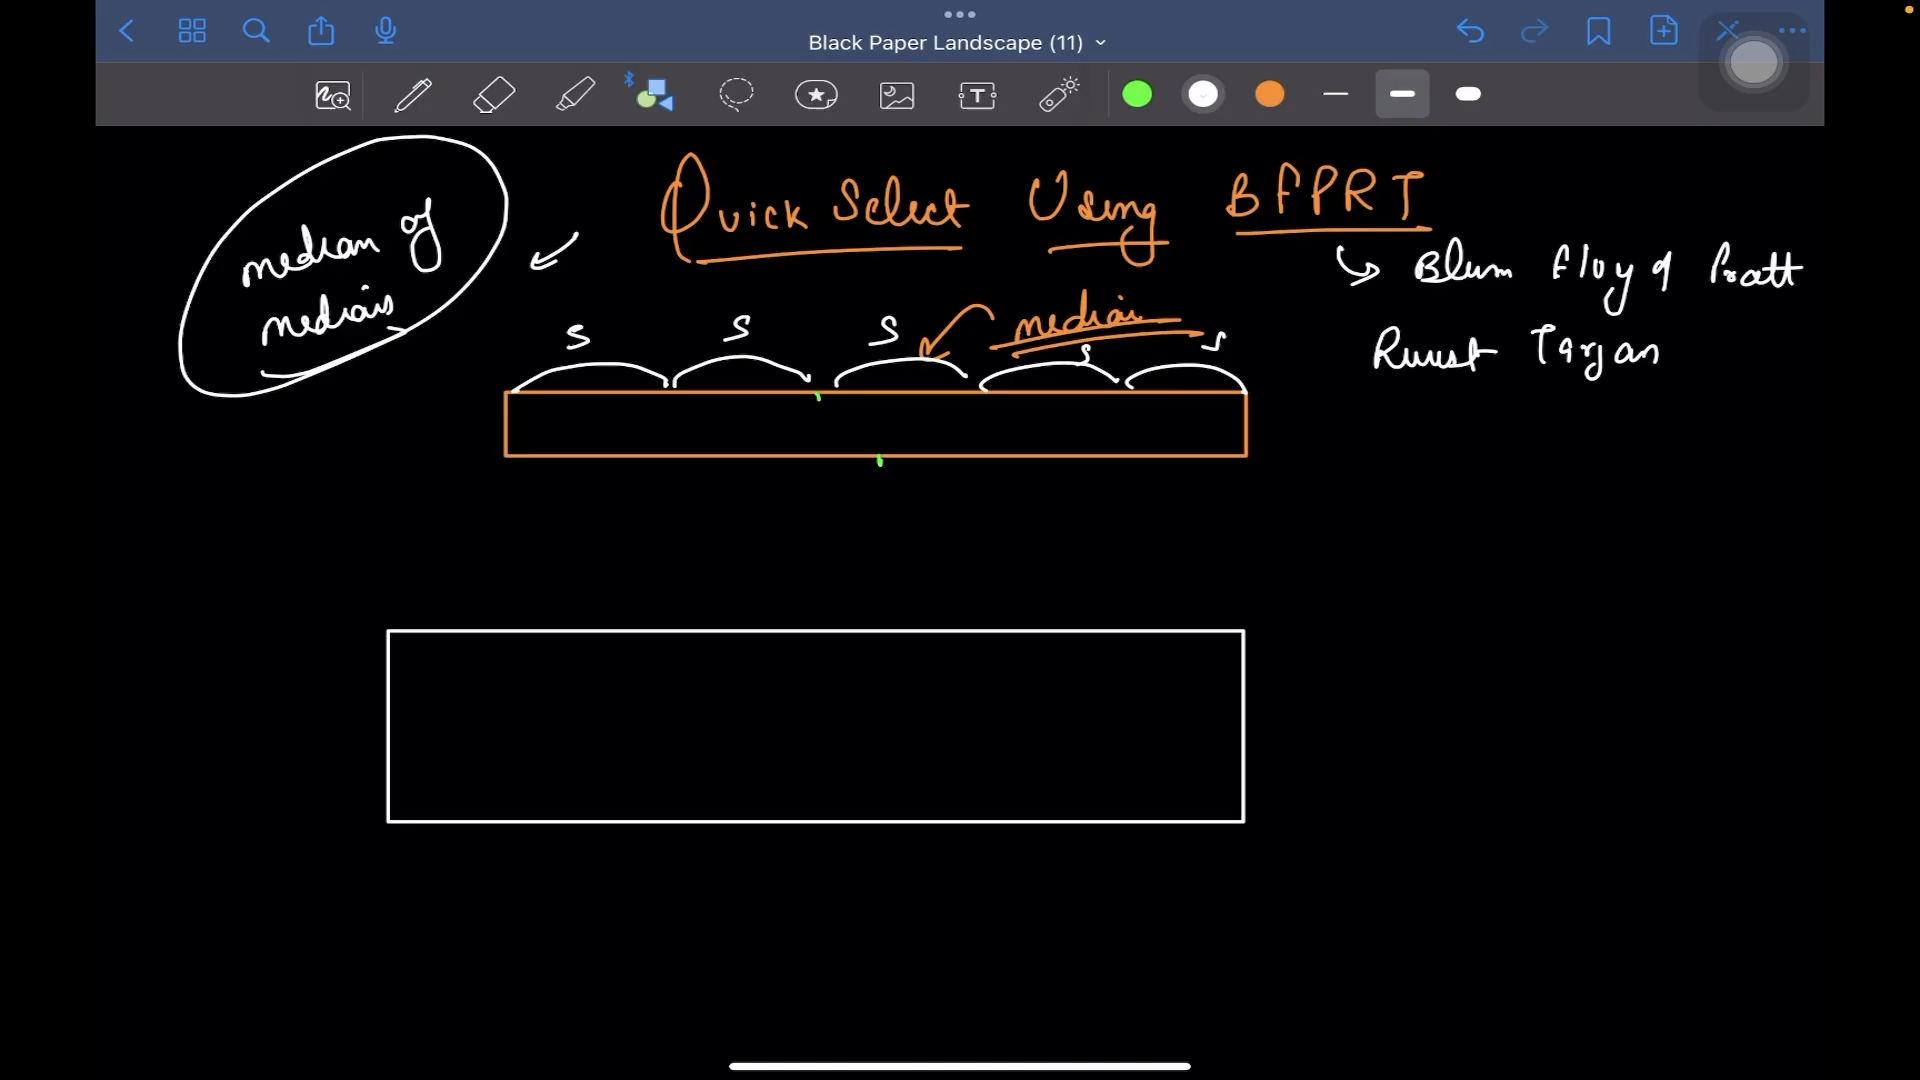 Black Paper Landscape (11)
Quick Select Using BFPRT
median of
medians
Blum Floyd Pratt
Rivest Tarjan
median
5 5 5 5 5